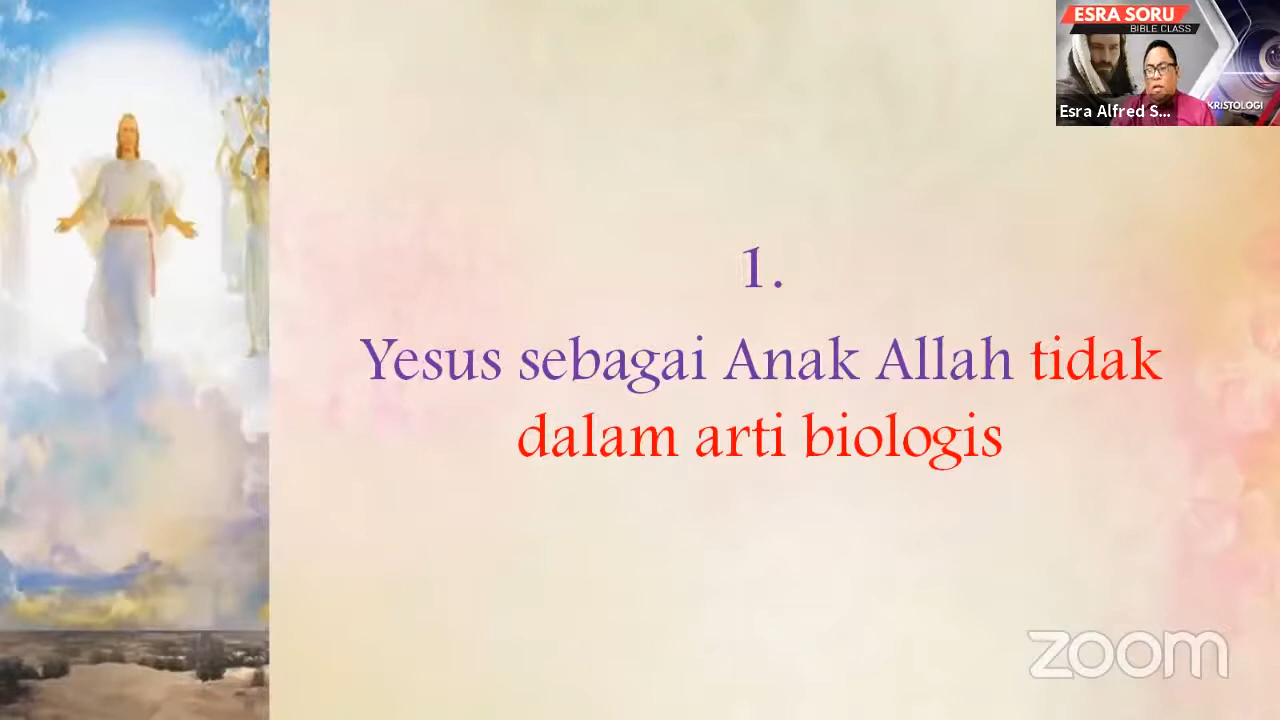 ESRA SORU
BIBLE CLASS
KRISTOLOGI
Esra Alfred S...
1.
Yesus sebagai Anak Allah tidak
dalam arti biologis
zoom